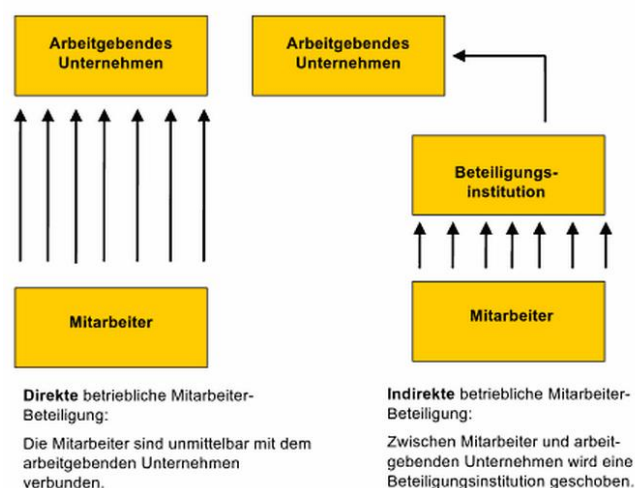 Arbeitgebendes
Unternehmen
Arbeitgebendes
Unternehmen
Beteiligungs-
institution
Mitarbeiter
Mitarbeiter
Direkte betriebliche Mitarbeiter-
Beteiligung:
Die Mitarbeiter sind unmittelbar mit dem
arbeitgebenden Unternehmen
verbunden.
Indirekte betriebliche Mitarbeiter-
Beteiligung:
Zwischen Mitarbeiter und arbeit-
gebenden Unternehmen wird eine
Beteiligungsinstitution geschoben.